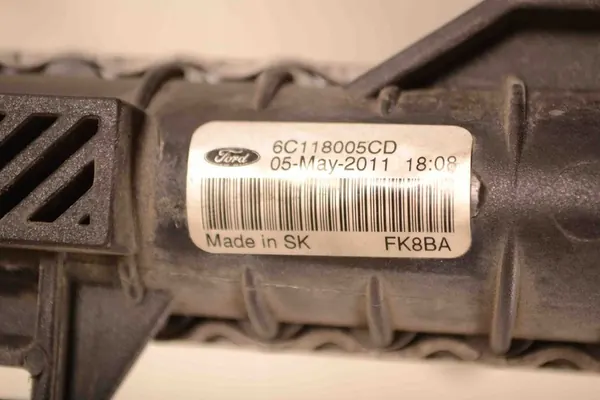 Ford
6C118005CD
05-May-2011 18:08
Made in SK FK8BA